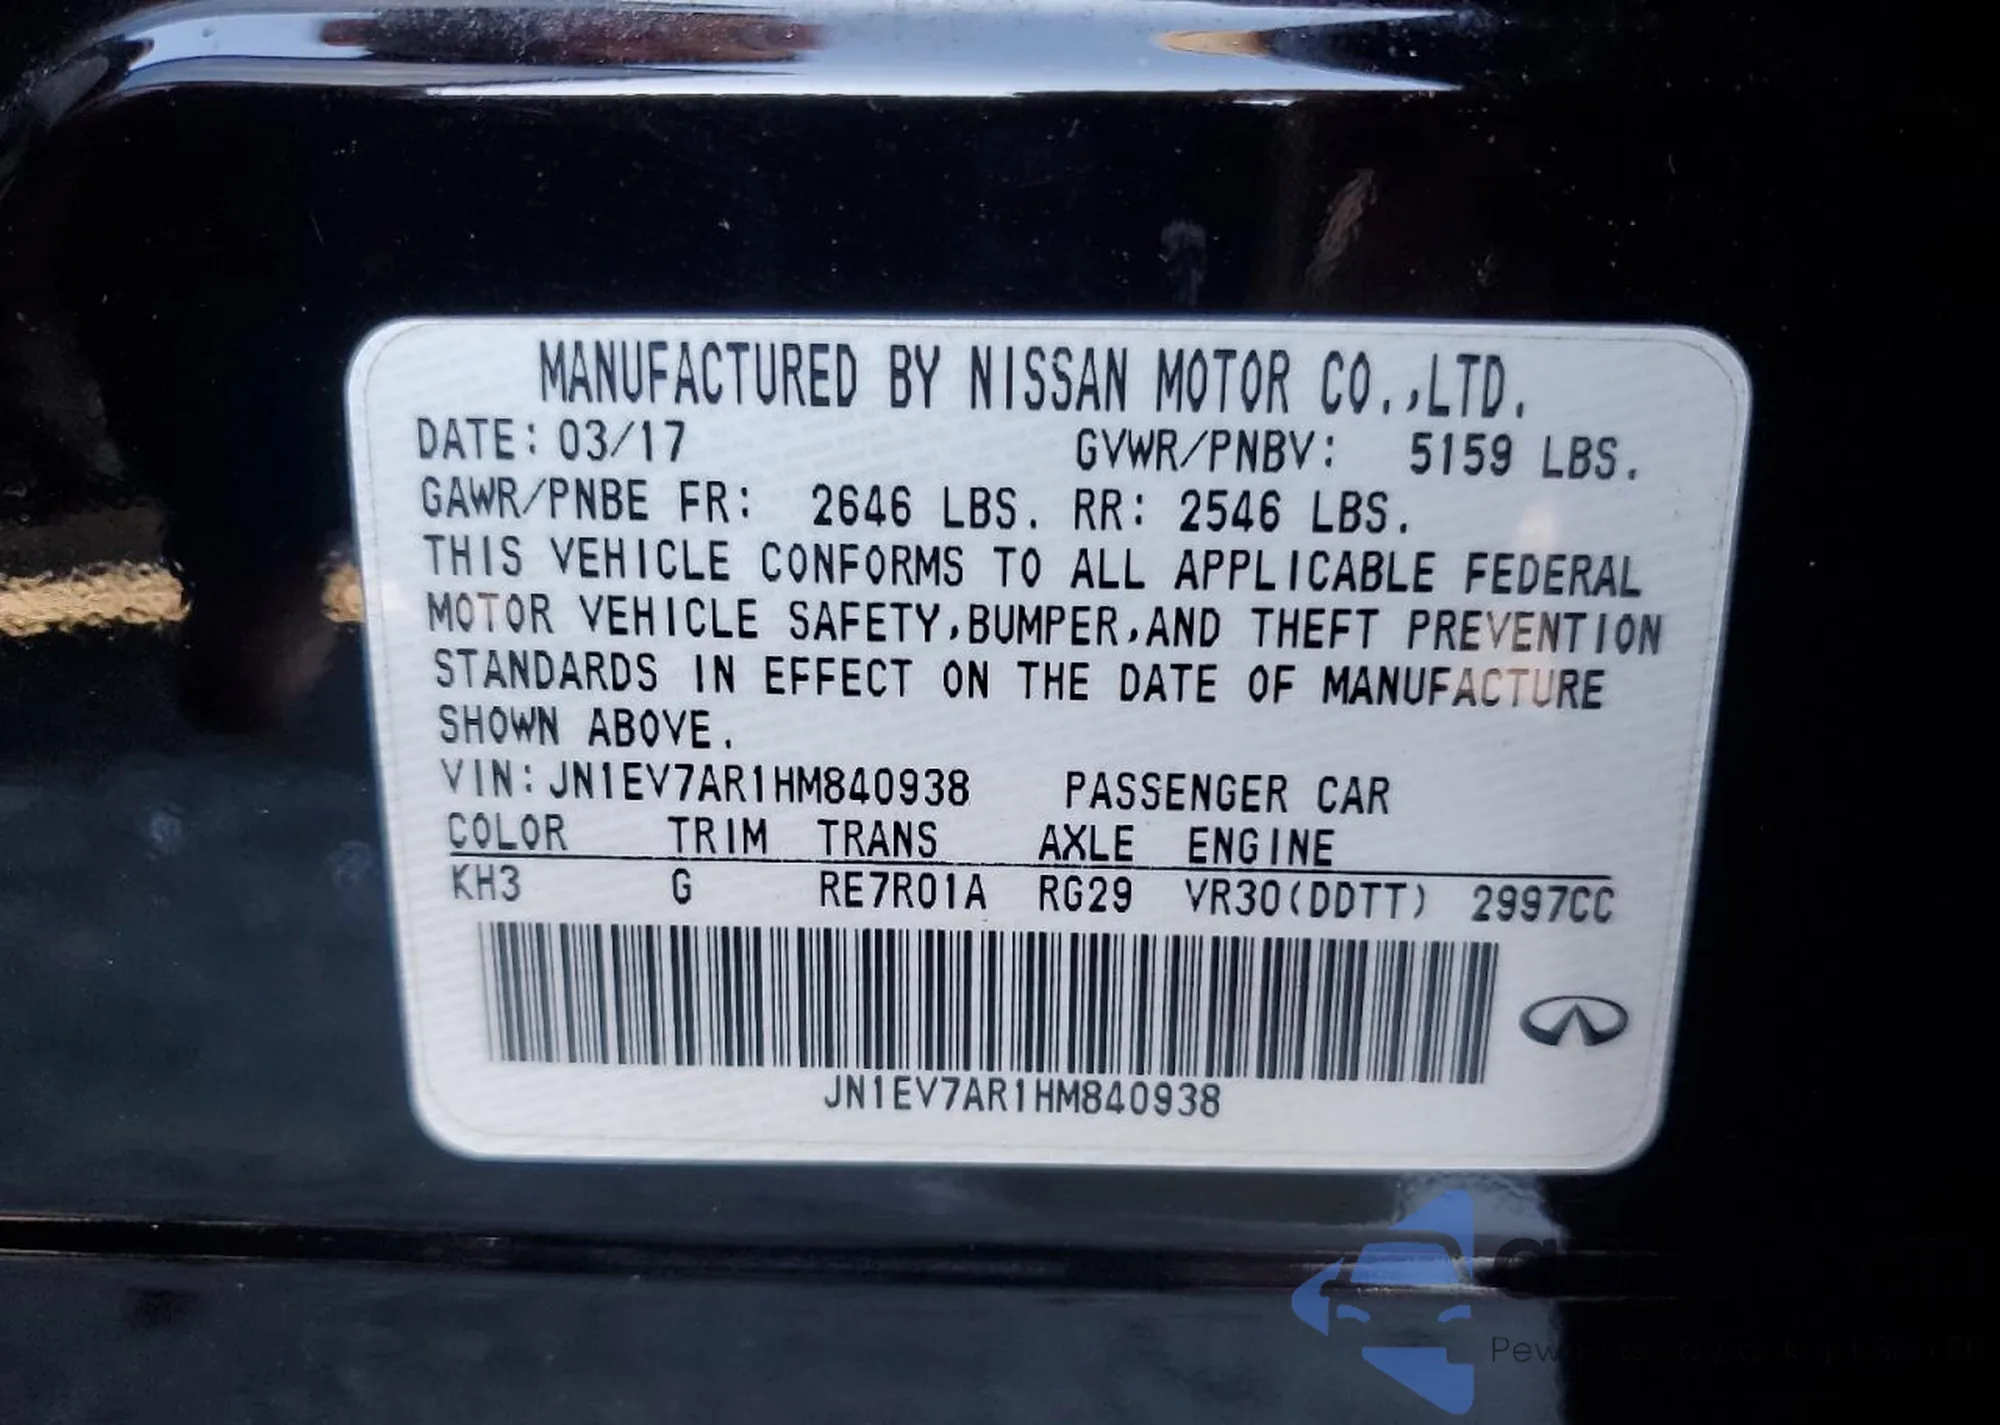 MANUFACTURED BY NISSAN MOTOR CO.,LTD.
DATE: 03/17 GVWR/PNBV: 5159 LBS.
GAWR/PNBE FR: 2646 LBS. RR: 2546 LBS.
THIS VEHICLE CONFORMS TO ALL APPLICABLE FEDERAL
MOTOR VEHICLE SAFETY,BUMPER,AND THEFT PREVENTION
STANDARDS IN EFFECT ON THE DATE OF MANUFACTURE
SHOWN ABOVE.
VIN:JN1EV7AR1HM840938 PASSENGER CAR
COLOR TRIM TRANS AXLE ENGINE
KH3 G RE7R01A RG29 VR30(DDTT) 2997CC
JN1EV7AR1HM840938